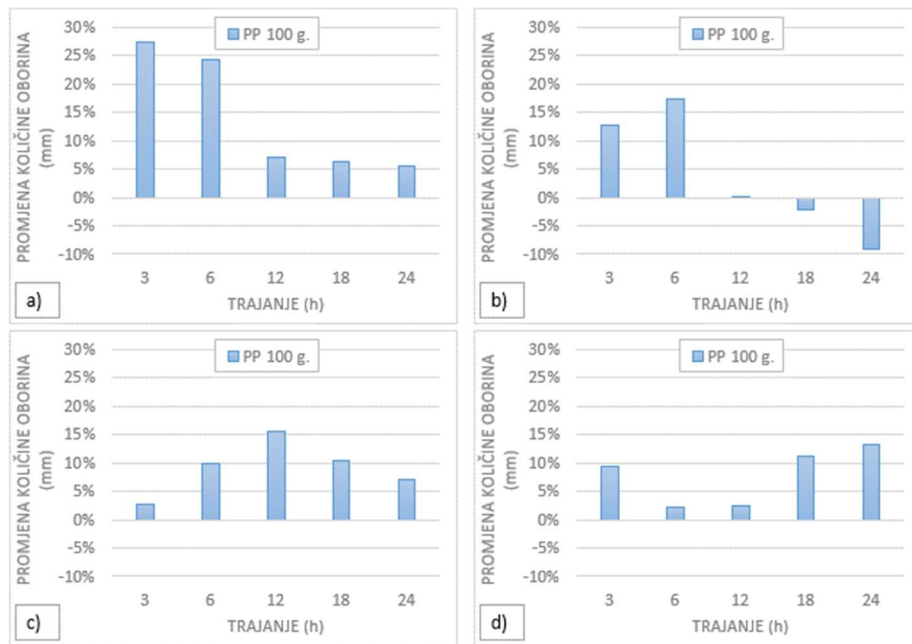 PROMJENA KOLIČINE OBORINA
(mm)
PP 100 g.
30%
25%
20%
15%
10%
5%
0%
-5%
-10%
3 6 12 18 24
TRAJANJE (h)
a)
PROMJENA KOLIČINE OBORINA
(mm)
PP 100 g.
30%
25%
20%
15%
10%
5%
0%
-5%
-10%
3 6 12 18 24
TRAJANJE (h)
b)
PROMJENA KOLIČINE OBORINA
(mm)
PP 100 g.
30%
25%
20%
15%
10%
5%
0%
-5%
-10%
3 6 12 18 24
TRAJANJE (h)
c)
PROMJENA KOLIČINE OBORINA
(mm)
PP 100 g.
30%
25%
20%
15%
10%
5%
0%
-5%
-10%
3 6 12 18 24
TRAJANJE (h)
d)